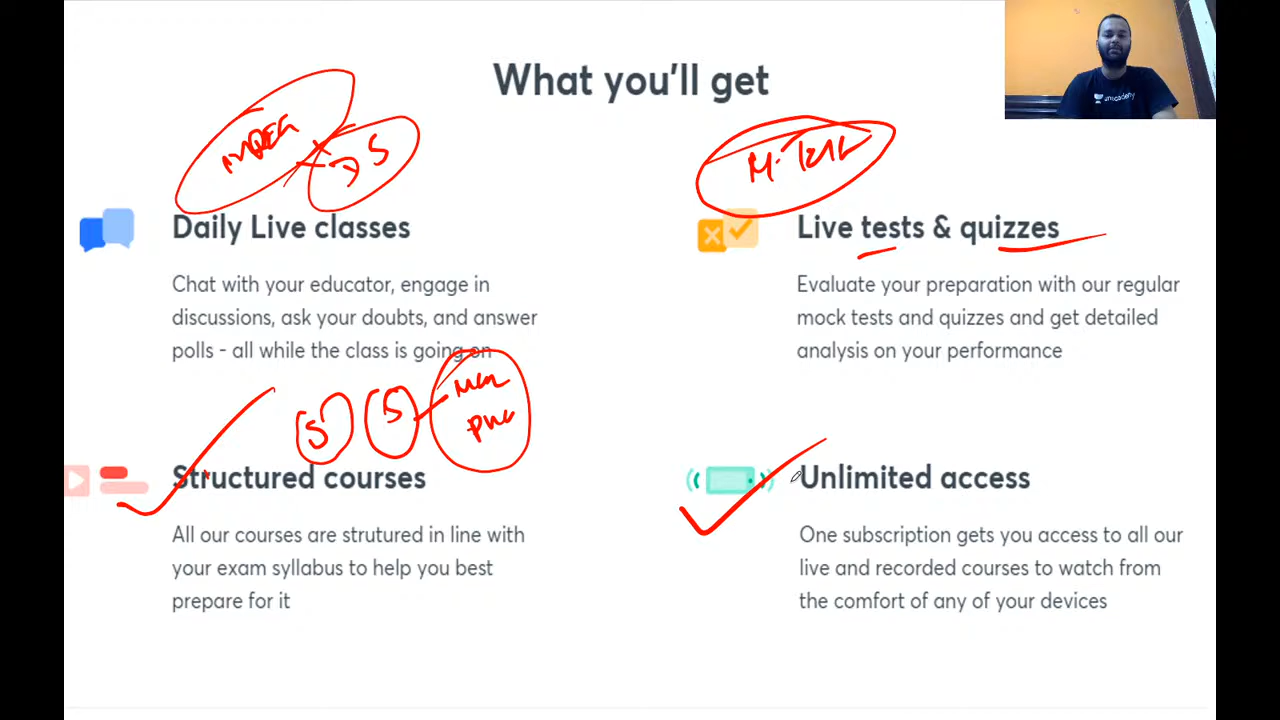 What you'll get
unacademy
Daily Live classes
Chat with your educator, engage in
discussions, ask your doubts, and answer
polls - all while the class is going on
Live tests & quizzes
Evaluate your preparation with our regular
mock tests and quizzes and get detailed
analysis on your performance
5 5
Structured courses
All our courses are strutured in line with
your exam syllabus to help you best
prepare for it
Unlimited access
One subscription gets you access to all our
live and recorded courses to watch from
the comfort of any of your devices